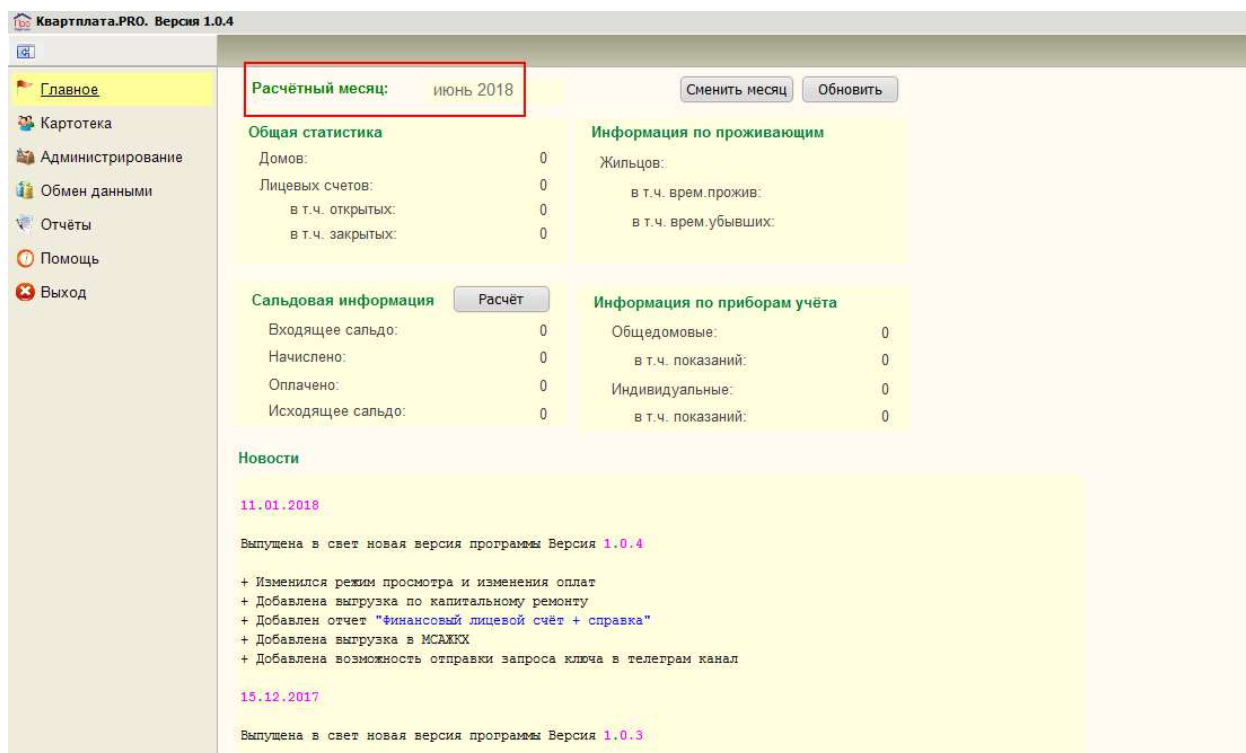 Квартплата.PRO. Версия 1.0.4
Главное
Картотека
Администрирование
Обмен данными
Отчёты
Помощь
Выход
Расчётный месяц: июнь 2018 Сменить месяц Обновить
Общая статистика
Домов: 0
Лицевых счетов: 0
в т.ч. открытых: 0
в т.ч. закрытых: 0
Информация по проживающим
Жильцов:
в т.ч. врем.прожив:
в т.ч. врем.убывших:
Сальдовая информация Расчёт
Входящее сальдо: 0
Начислено: 0
Оплачено: 0
Исходящее сальдо: 0
Информация по приборам учёта
Общедомовые: 0
в т.ч. показаний: 0
Индивидуальные: 0
в т.ч. показаний: 0
Новости
11.01.2018
Выпущена в свет новая версия программы Версия 1.0.4
+ Изменился режим просмотра и изменения оплат
+ Добавлена выгрузка по капитальному ремонту
+ Добавлен отчет "Финансовый лицевой счёт + справка"
+ Добавлена выгрузка в МСАЖКХ
+ Добавлена возможность отправки запроса ключа в телеграм канал
15.12.2017
Выпущена в свет новая версия программы Версия 1.0.3